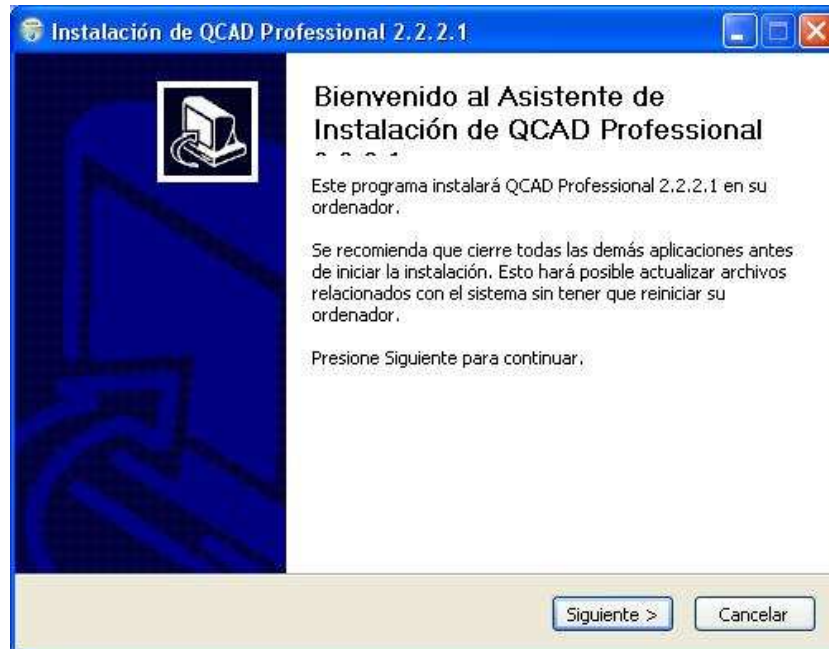 Instalación de QCAD Professional 2.2.2.1
Bienvenido al Asistente de
Instalación de QCAD Professional
Este programa instalará QCAD Professional 2.2.2.1 en su
ordenador.
Se recomienda que cierre todas las demás aplicaciones antes
de iniciar la instalación. Esto hará posible actualizar archivos
relacionados con el sistema sin tener que reiniciar su
ordenador.
Presione Siguiente para continuar.
Siguiente >
Cancelar